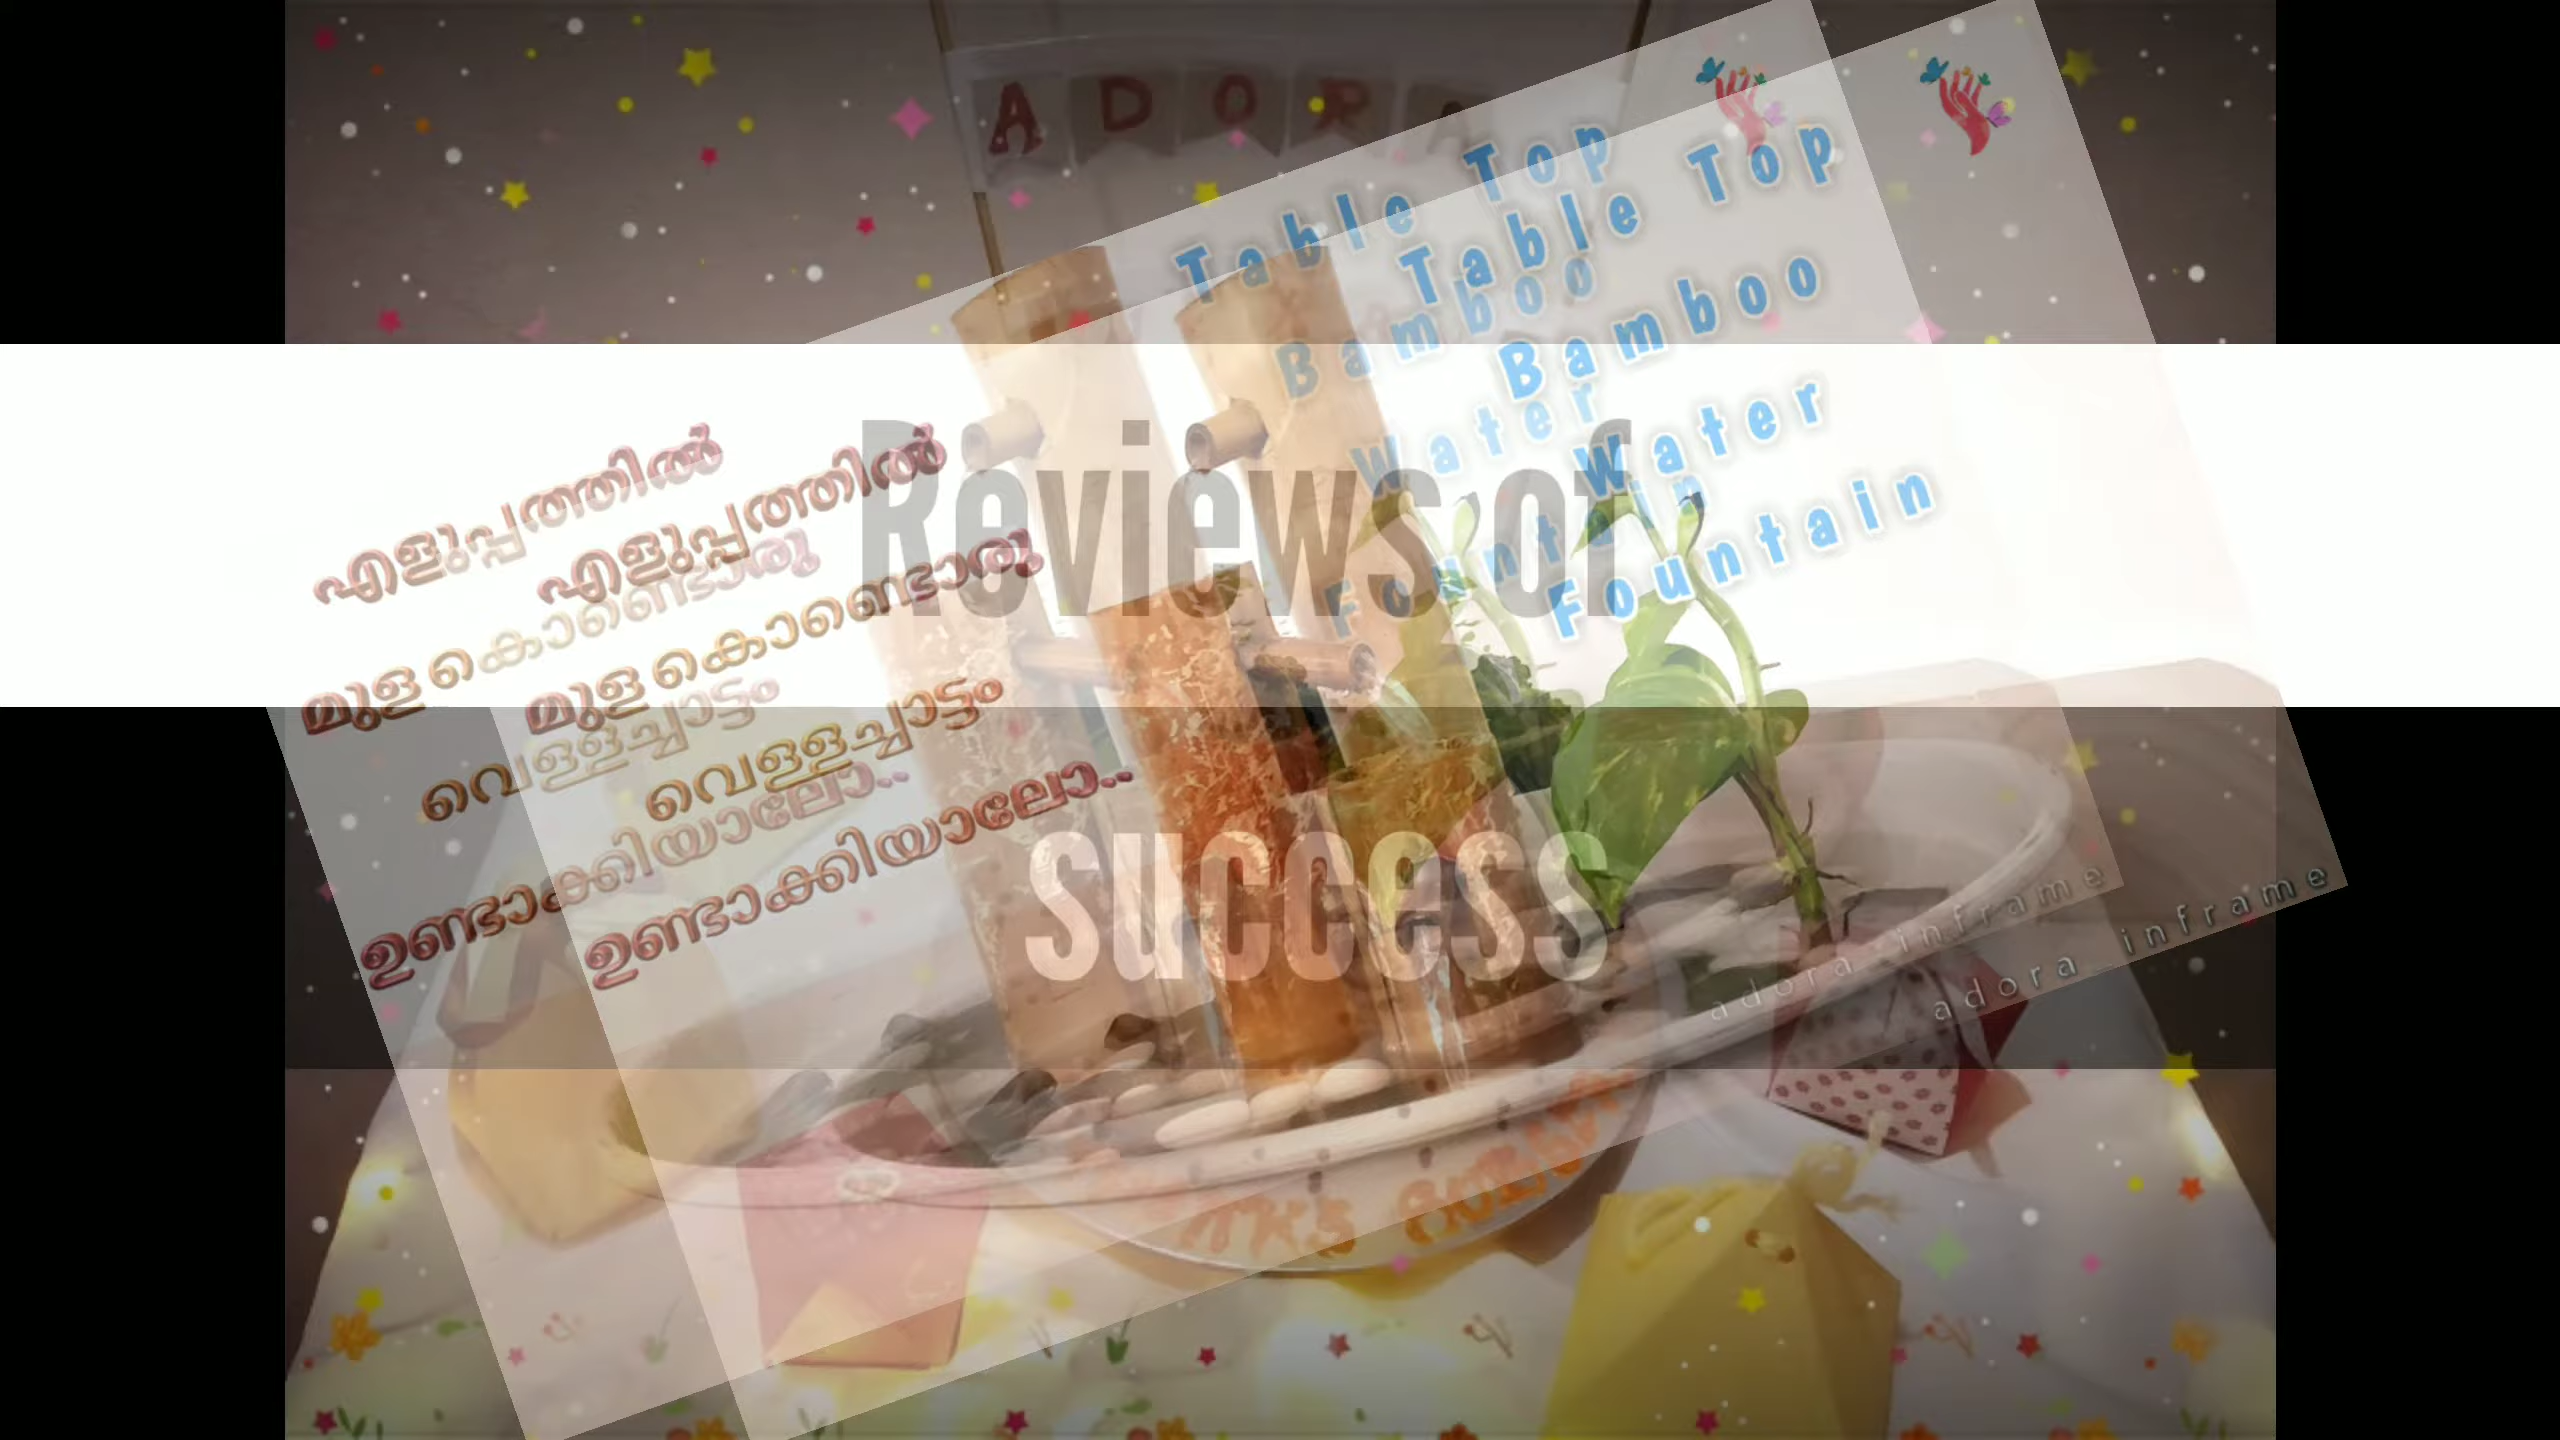 ADORA
Table Top
Bamboo
Water
Fountain
Table Top
Bamboo
Water
Fountain
Reviews of
success
എളുപ്പത്തിൽ
മുള കൊണ്ടൊരു
വെള്ളച്ചാട്ടം
ഉണ്ടാക്കിയാലോ..
എളുപ്പത്തിൽ
മുള കൊണ്ടൊരു
വെള്ളച്ചാട്ടം
ഉണ്ടാക്കിയാലോ..
adora_inframe
adora_inframe